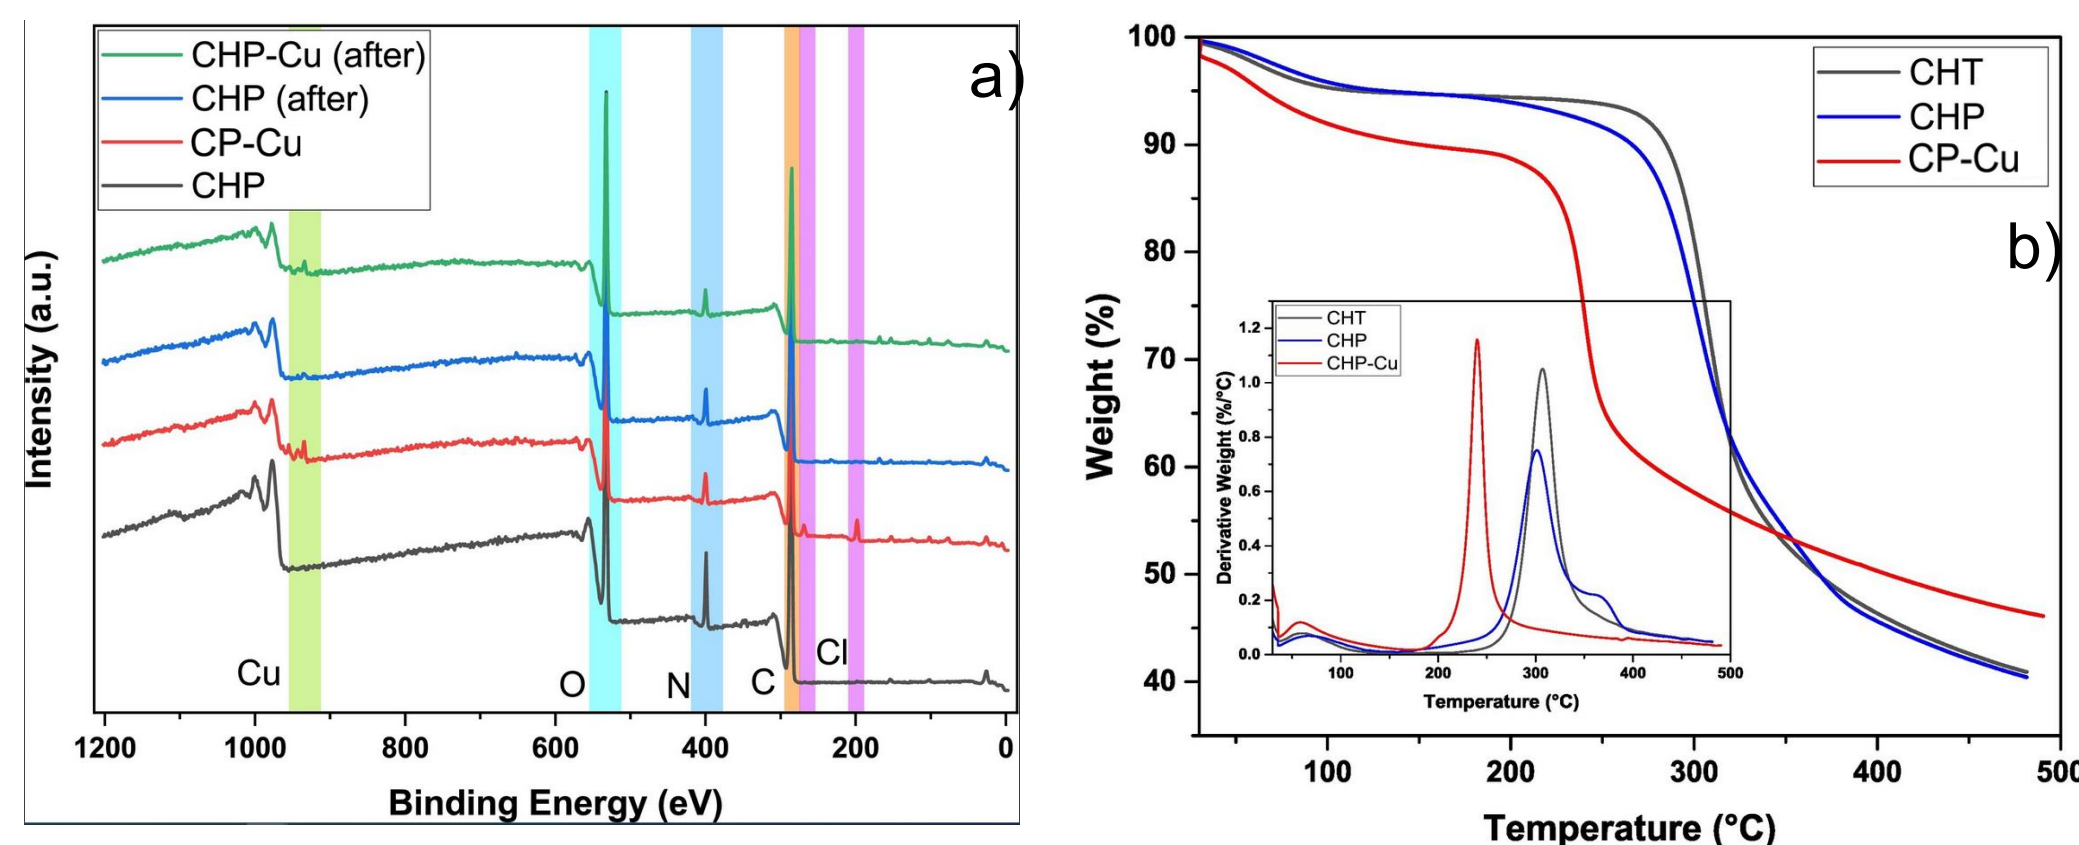 CHP-Cu (after)
CHP (after)
CP-Cu
CHP
a)
Cu
O
N
C
Cl
Intensity (a.u.)
1200
1000
800
600
400
200
0
Binding Energy (eV)
100
90
80
70
60
50
40
Weight (%)
CHT
CHP
CP-Cu
b)
CHT
CHP
CHP-Cu
1.2
1.0
0.8
0.6
0.4
0.2
0.0
Derivative Weight (%/°C)
100
200
300
400
500
Temperature (°C)
100
200
300
400
500
Temperature (°C)